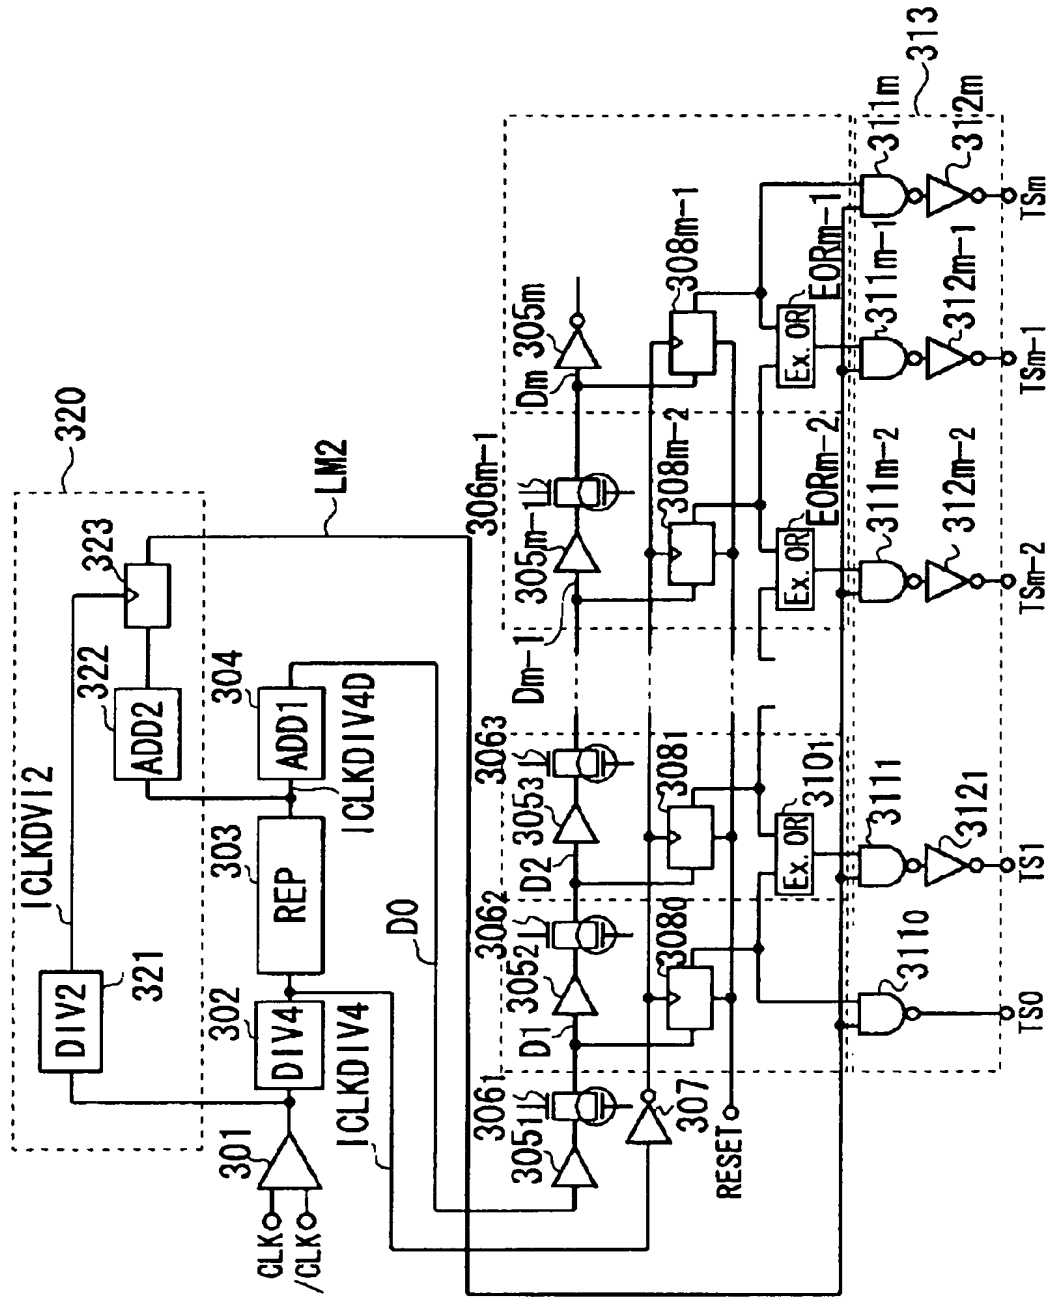 320
ICLKDVI2
DIV2
321
322
ADD2
323
LM2
301
CLK
/CLK
302
DIV4
303
REP
304
ADD1
ICLKDIV4D
ICLKDIV4
D0
3051
3061
D1
3052
3062
D2
3053
3063
Dm-1
305m-1
306m-1
Dm
305m
307
RESET
3080
3081
308m-2
308m-1
Ex. OR
3101
Ex. OR
EORm-2
Ex. OR
EORm-1
3110
3111
311m-2
311m-1
311m
3121
312m-2
312m-1
312m
313
TS0
TS1
TSm-2
TSm-1
TSm